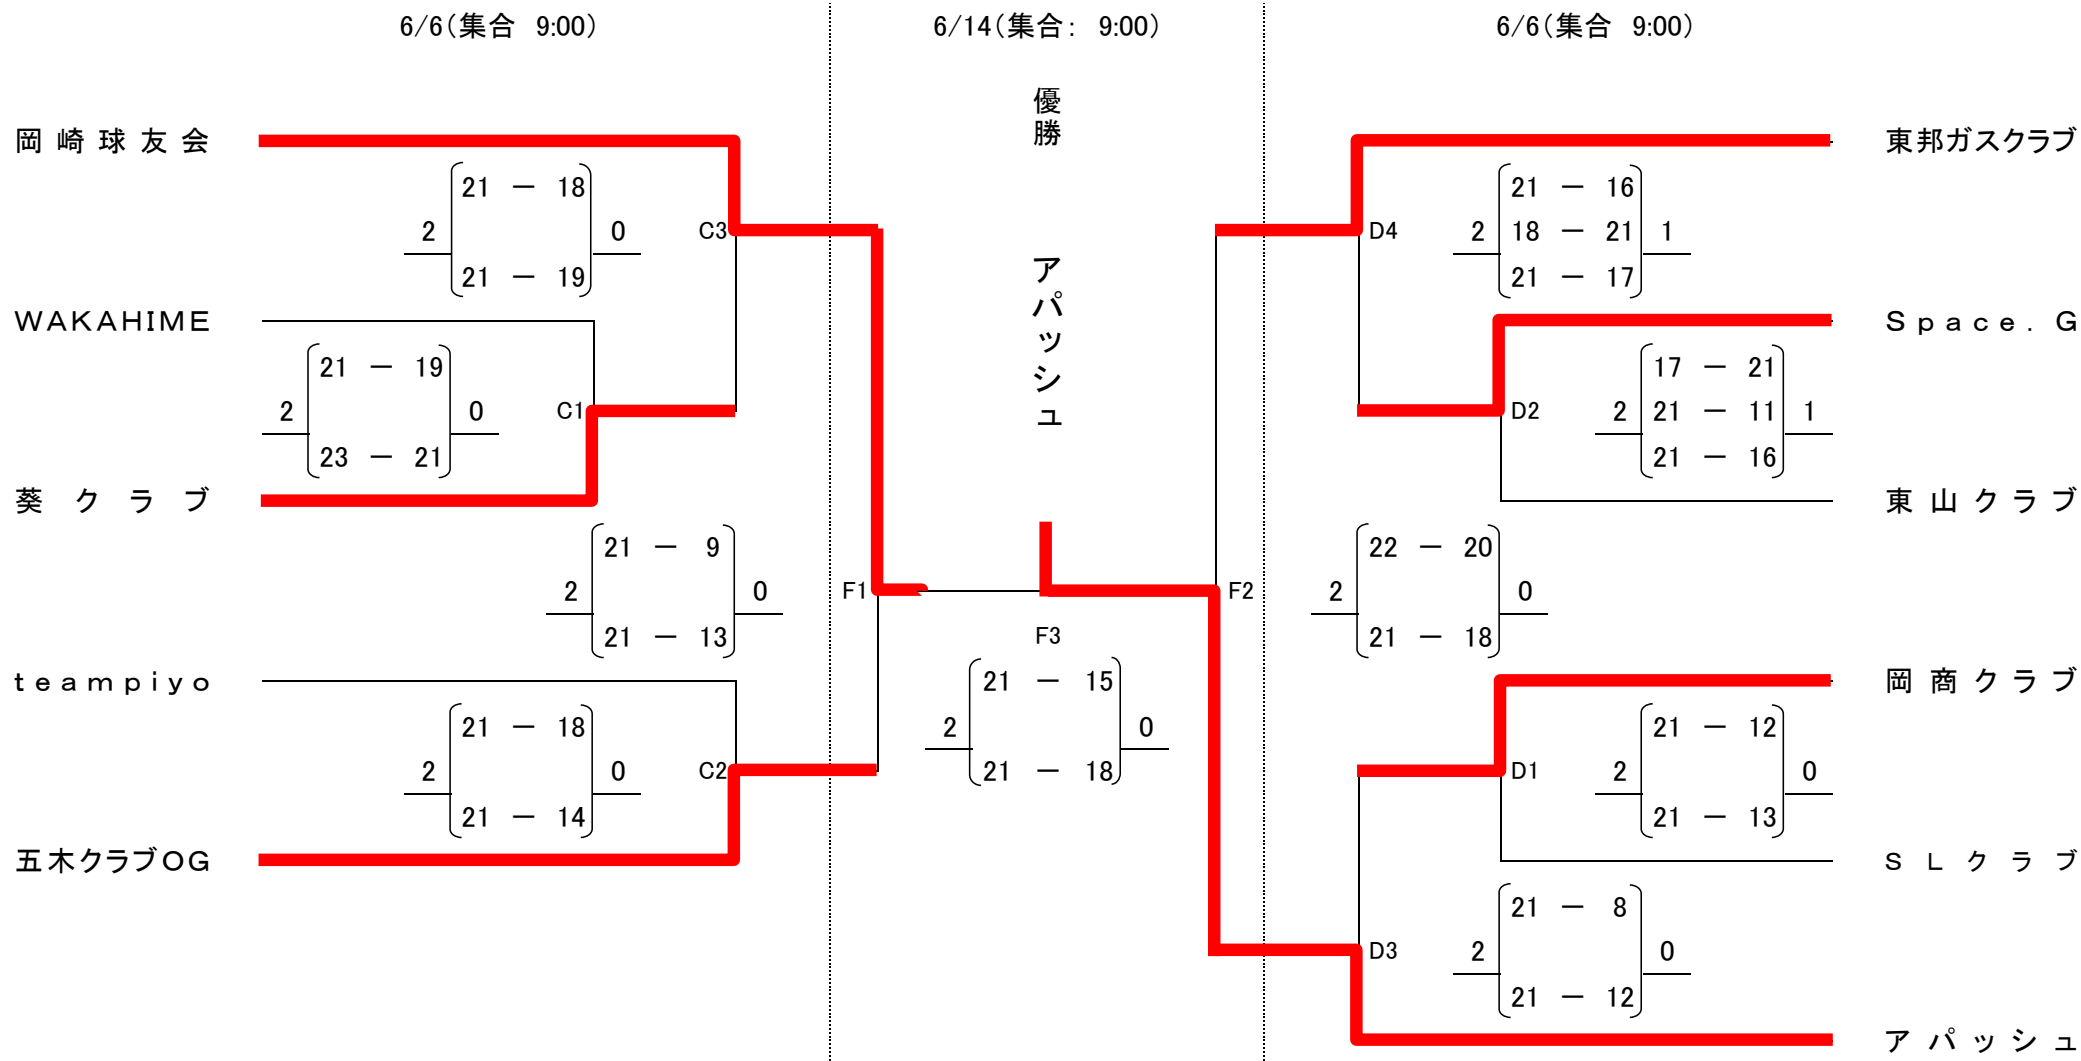 6/6(集合 9:00)
6/14(集合: 9:00)
6/6(集合 9:00)
優勝
アパッシュ
岡崎球友会
21 － 18
2 0 C3
21 － 19
WAKAHIME
21 － 19
2 0 C1
23 － 21
葵クラブ
21 － 9
2 0 F1
21 － 13
teampiyo
21 － 18
2 0 C2
21 － 14
五木クラブOG
F3
21 － 15
2 0
21 － 18
東邦ガスクラブ
21 － 16
D4 2 18 － 21 1
21 － 17
Space.G
17 － 21
D2 2 21 － 11 1
21 － 16
東山クラブ
22 － 20
F2 2 0
21 － 18
岡商クラブ
21 － 12
D1 2 0
21 － 13
SLクラブ
21 － 8
D3 2 0
21 － 12
アパッシュ